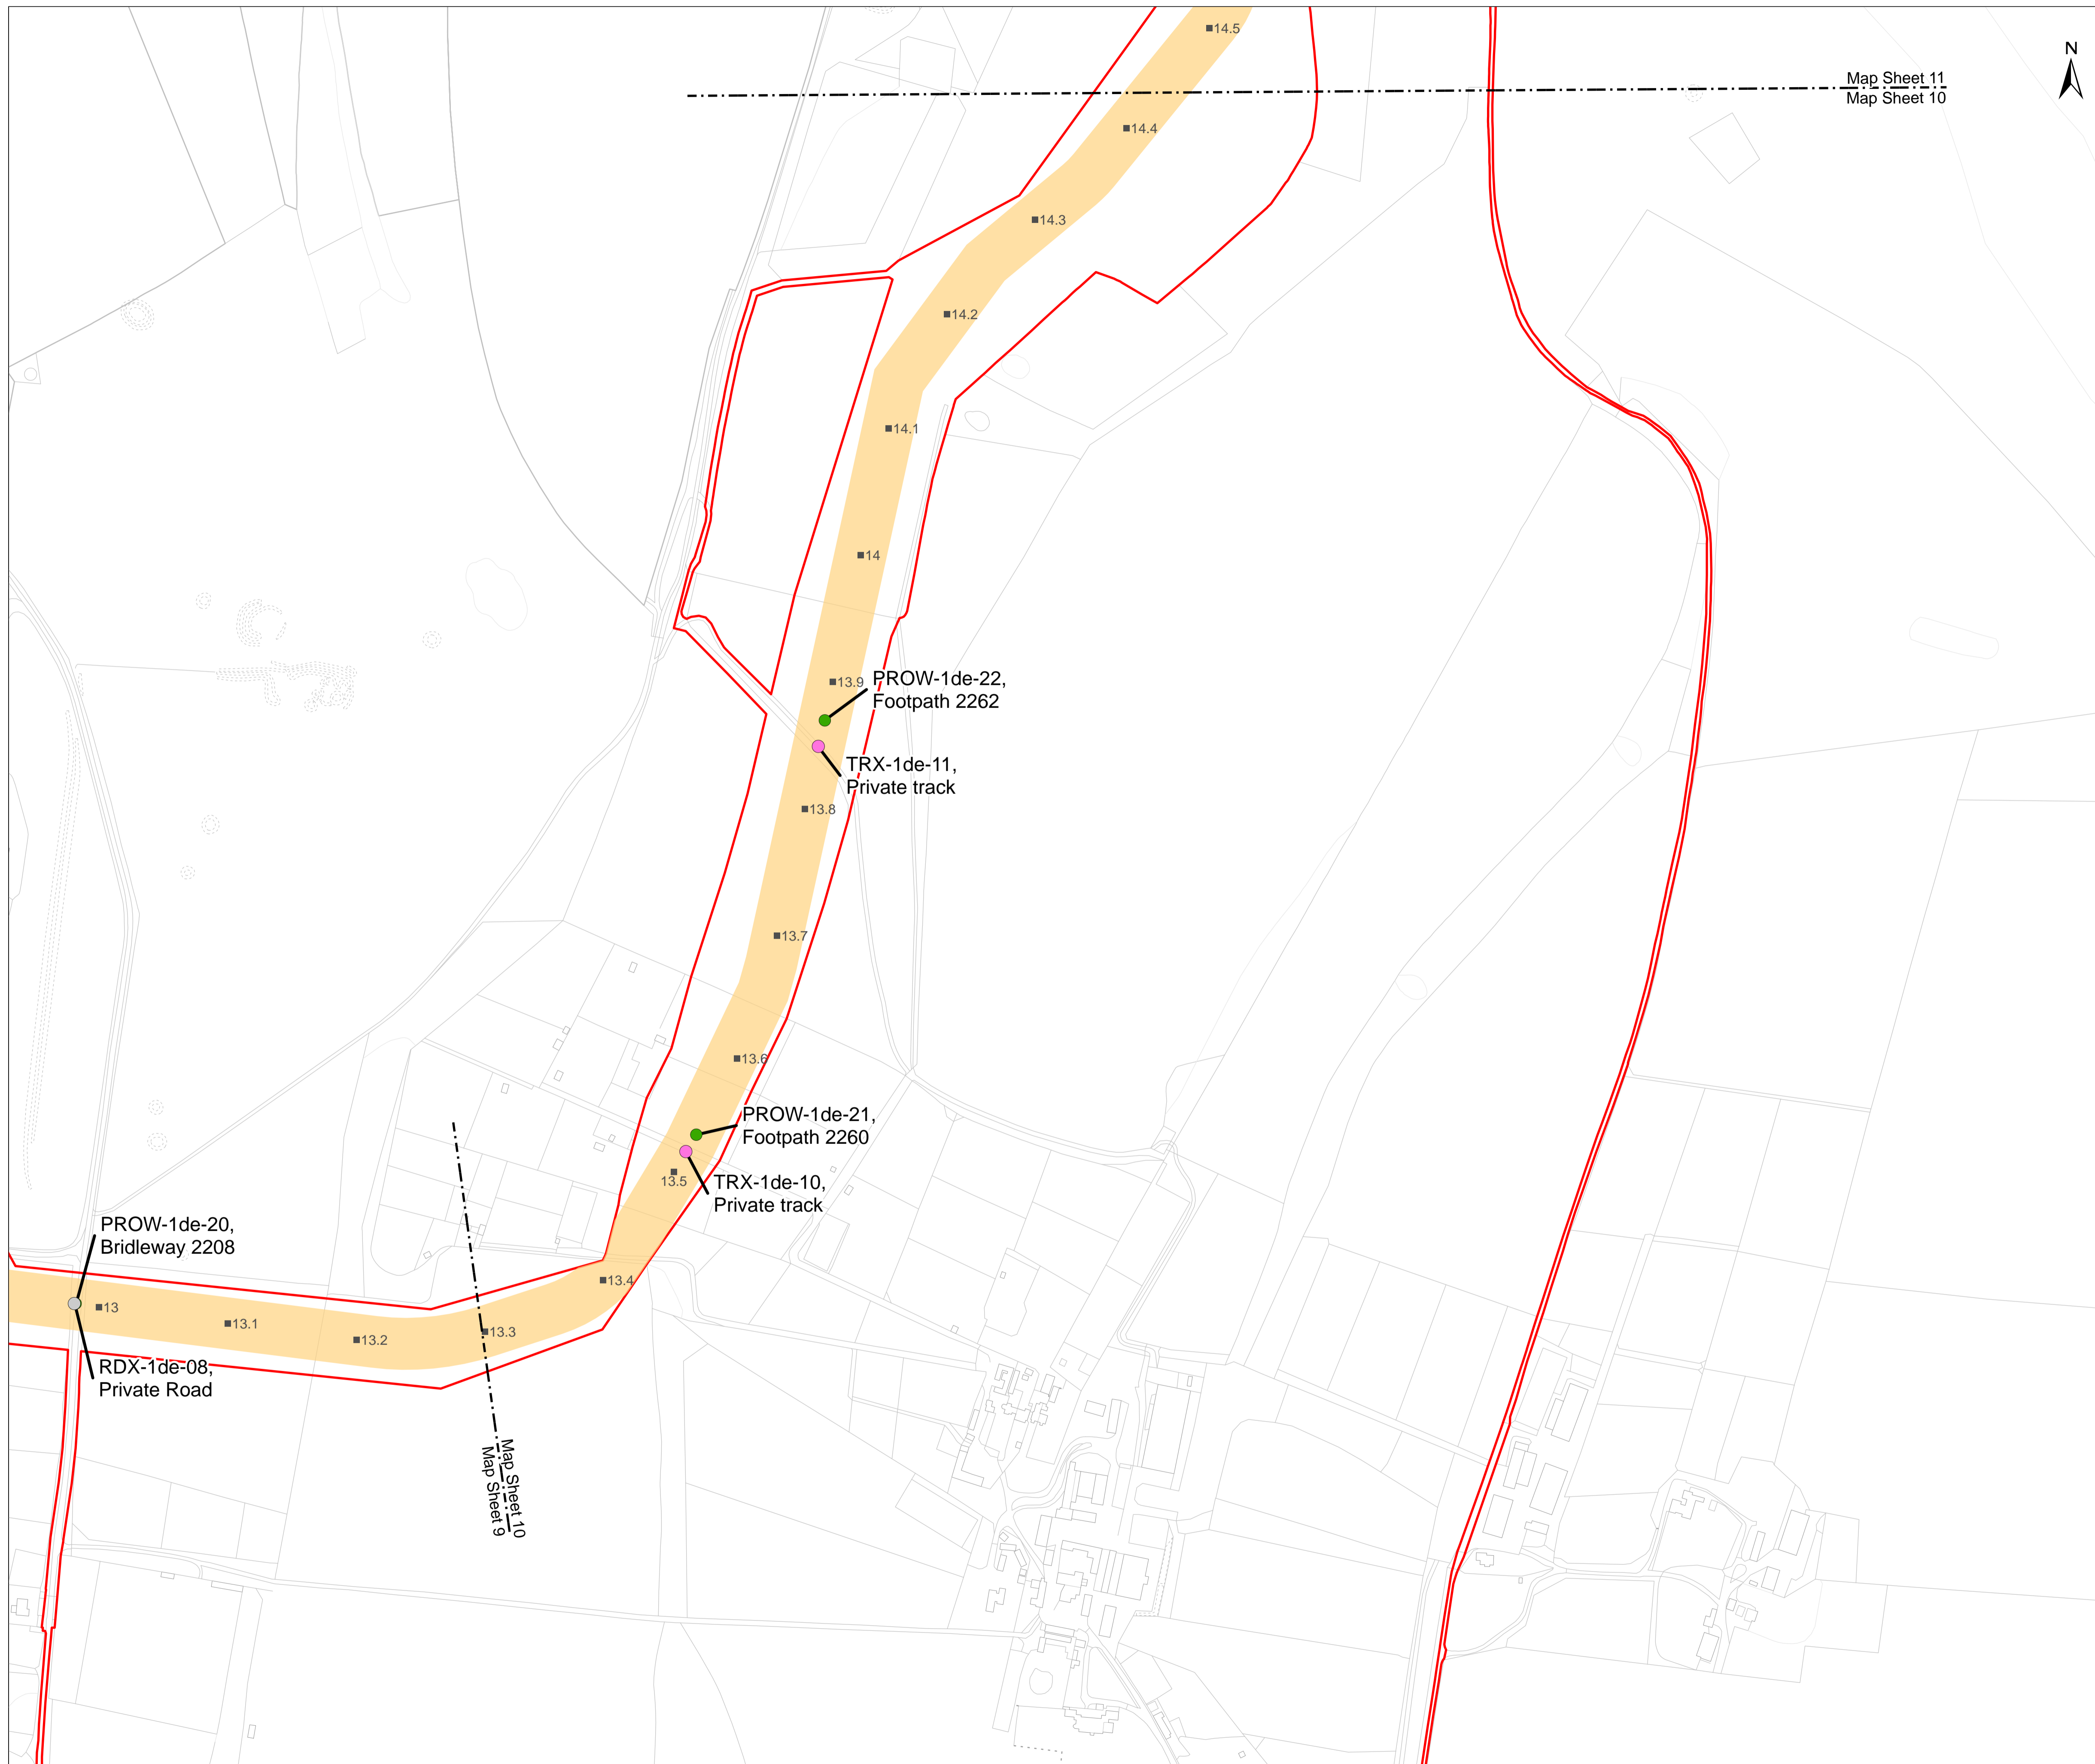 14.5
N
Map Sheet 11
Map Sheet 10
14.4
14.3
14.2
14.1
14
13.9
PROW-1de-22,
Footpath 2262
TRX-1de-11,
Private track
13.8
13.7
13.6
PROW-1de-21,
Footpath 2260
13.5
TRX-1de-10,
Private track
PROW-1de-20,
Bridleway 2208
13.4
13
13.1
13.2
13.3
RDX-1de-08,
Private Road
Map Sheet 10
Map Sheet 9